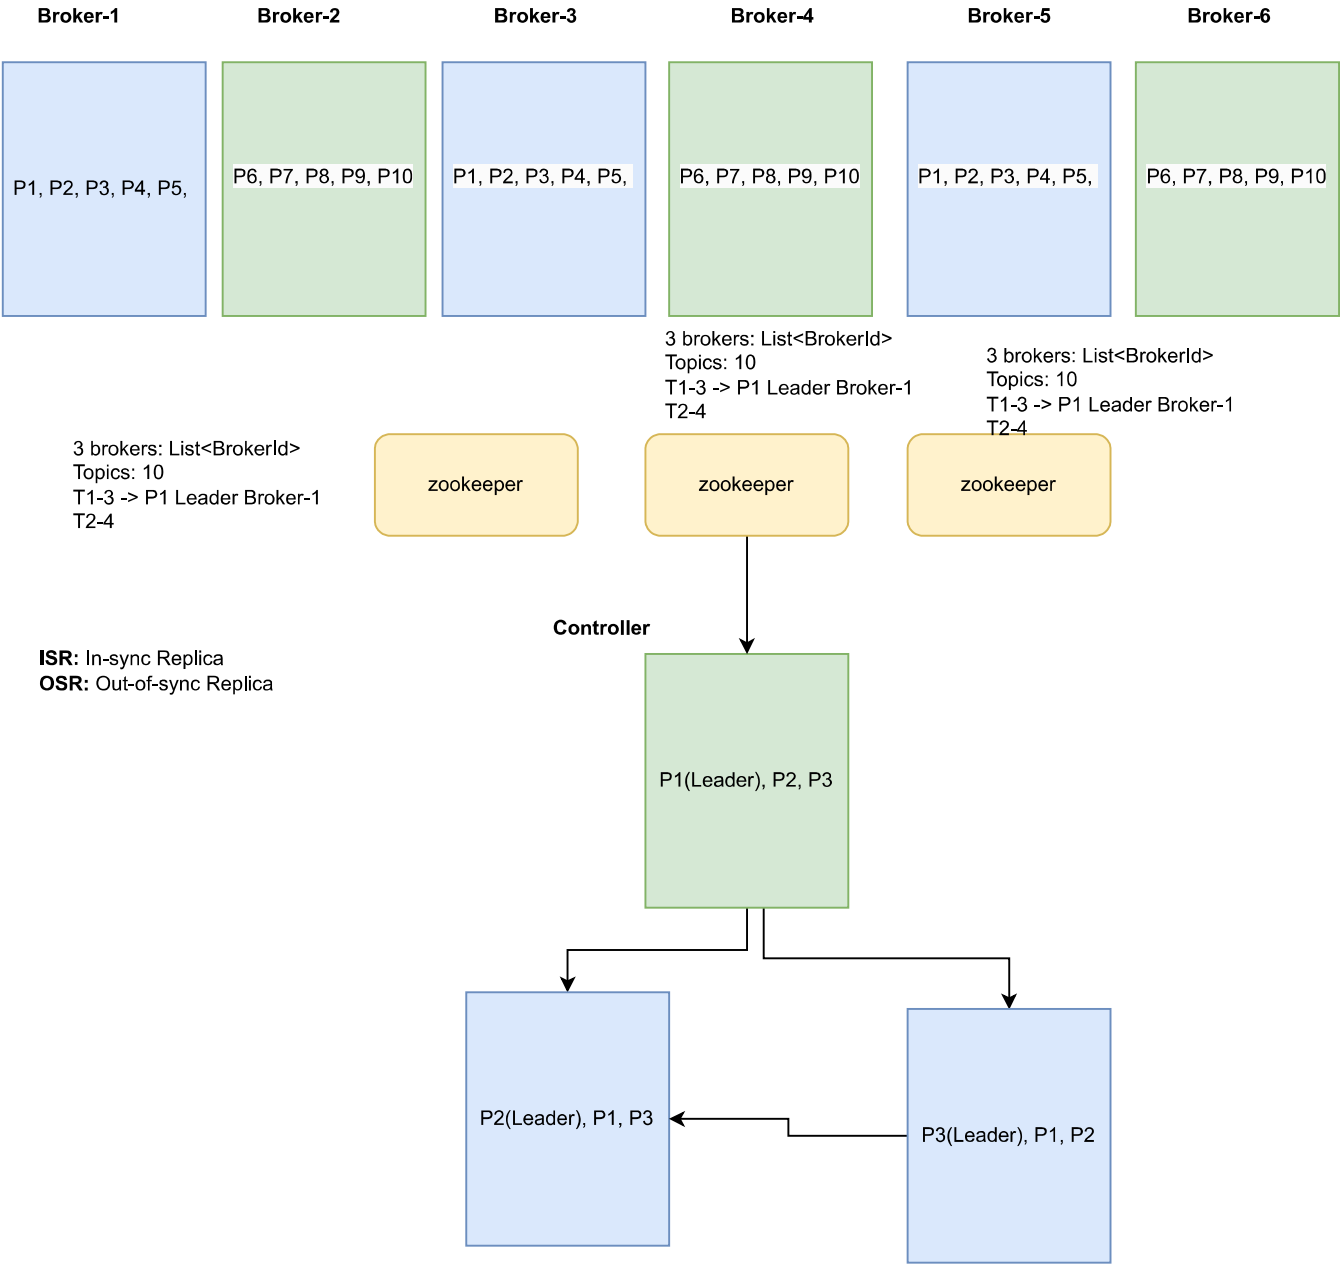 Broker-1
Broker-2
Broker-3
Broker-4
Broker-5
Broker-6
P1, P2, P3, P4, P5,
P6, P7, P8, P9, P10
P1, P2, P3, P4, P5,
P6, P7, P8, P9, P10
P1, P2, P3, P4, P5,
P6, P7, P8, P9, P10
3 brokers: List<BrokerId>
Topics: 10
T1-3 -> P1 Leader Broker-1
T2-4
3 brokers: List<BrokerId>
Topics: 10
T1-3 -> P1 Leader Broker-1
T2-4
3 brokers: List<BrokerId>
Topics: 10
T1-3 -> P1 Leader Broker-1
T2-4
zookeeper
zookeeper
zookeeper
Controller
ISR: In-sync Replica
OSR: Out-of-sync Replica
P1(Leader), P2, P3
P2(Leader), P1, P3
P3(Leader), P1, P2